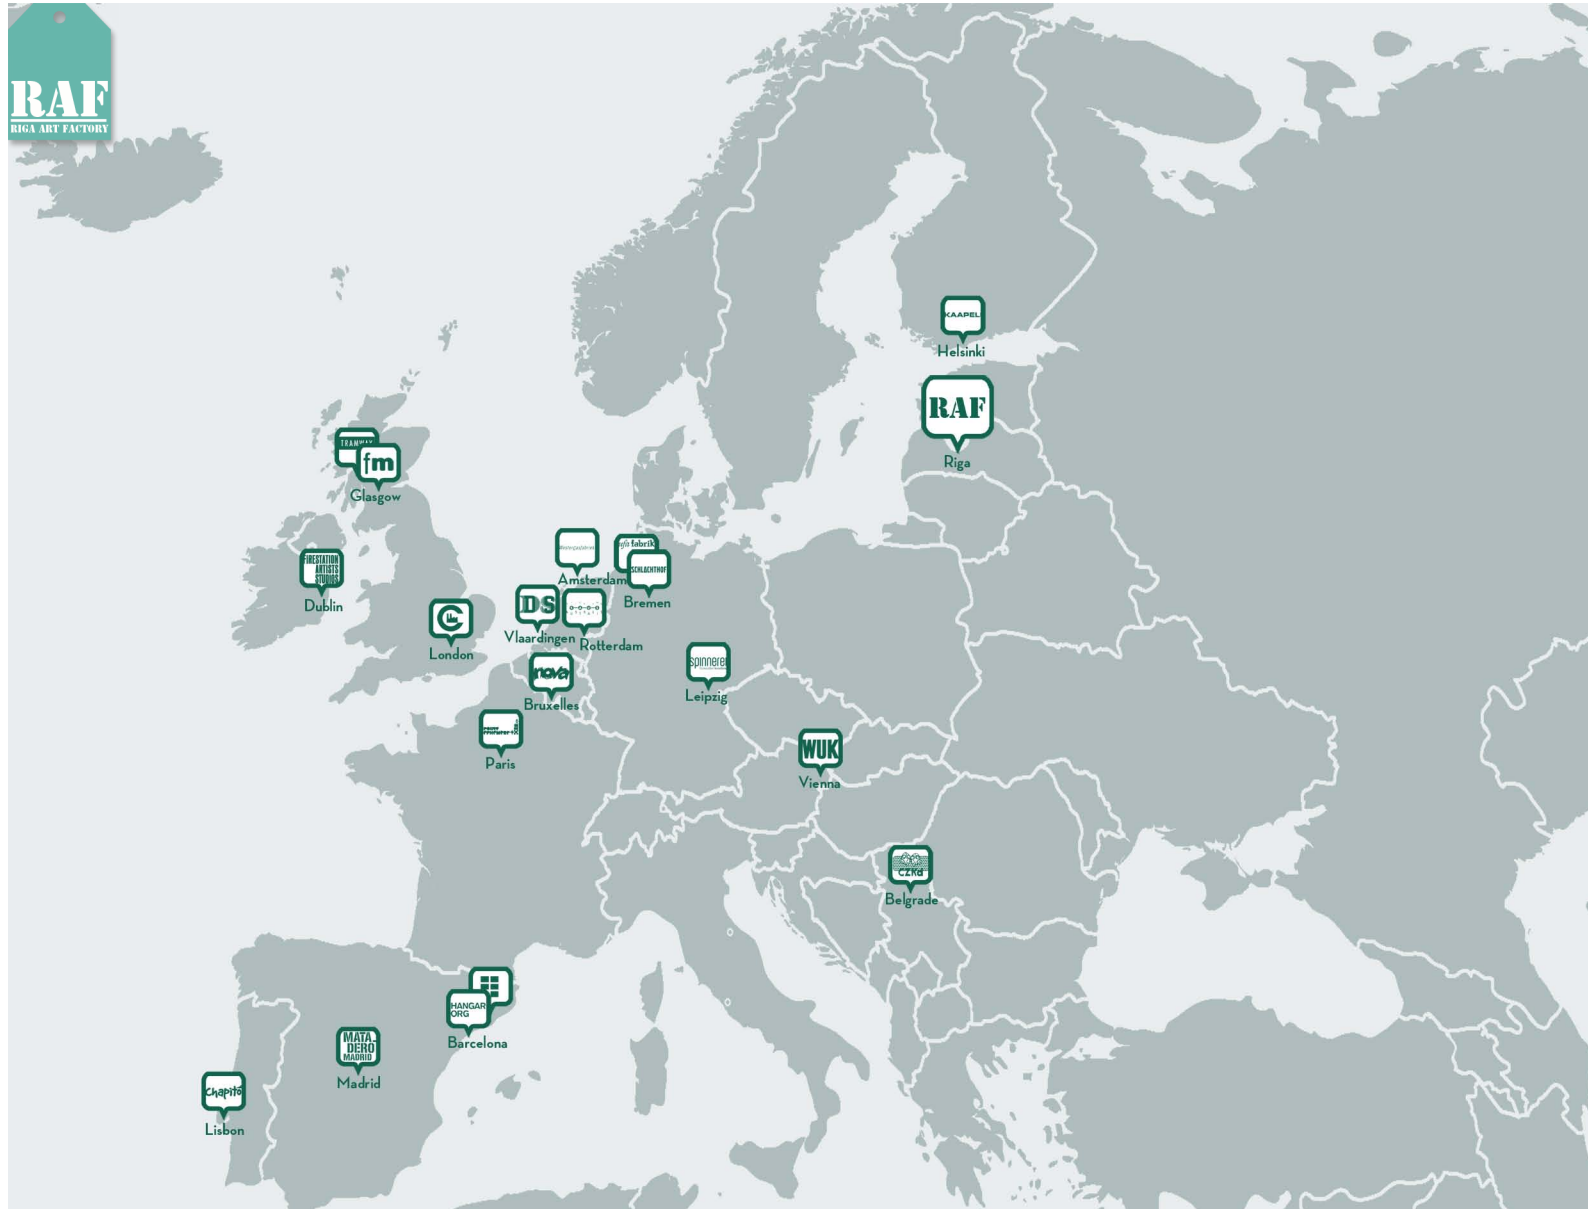 RAF
RIGA ART FACTORY
KAAPELI
Helsinki
RAF
Riga
TRAMWAY
fm
Glasgow
FIRESTATION
ARTISTS
STUDIOS
Dublin
London
Amsterdam
fabrik
SCHLACHTHOF
Bremen
DS
Vlaardingen
Rotterdam
nova
Bruxelles
spinnerei
Leipzig
Paris
WUK
Vienna
CZKd
Belgrade
HANGAR
ORG
Barcelona
MATA
DERO
MADRID
Madrid
Chapitô
Lisbon